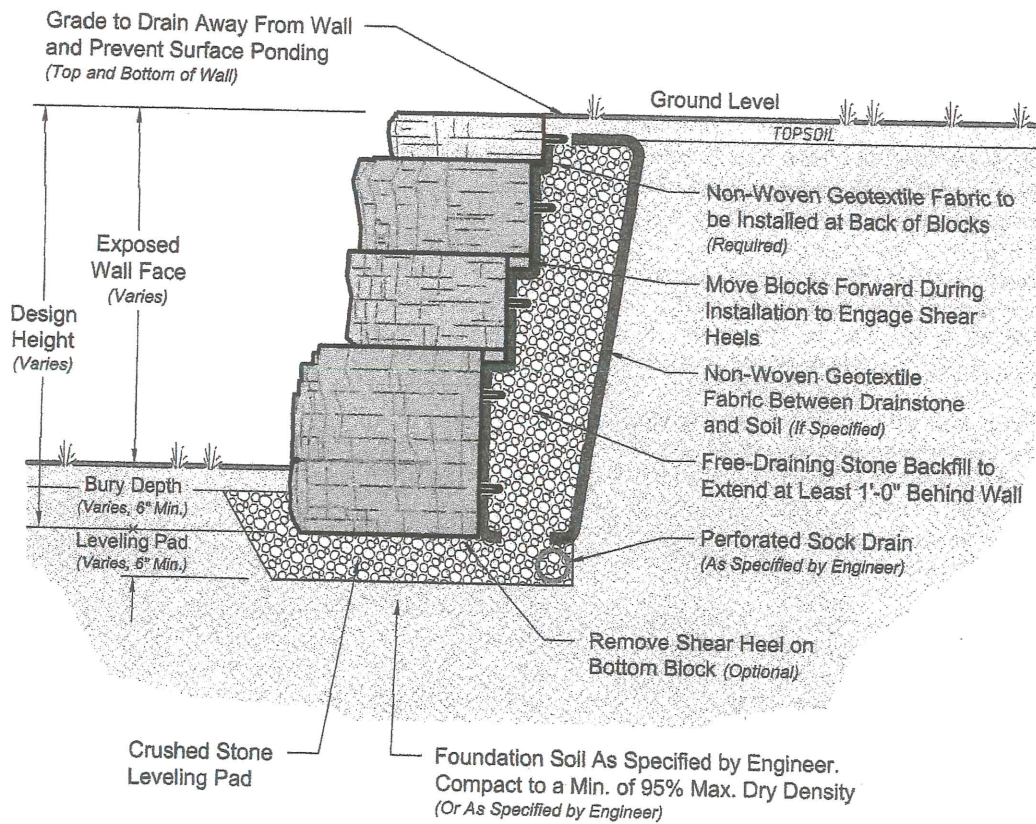 Grade to Drain Away From Wall
and Prevent Surface Ponding
(Top and Bottom of Wall)
Ground Level
TOPSOIL
Non-Woven Geotextile Fabric to
be Installed at Back of Blocks
(Required)
Exposed
Wall Face
(Varies)
Move Blocks Forward During
Installation to Engage Shear
Heels
Design
Height
(Varies)
Non-Woven Geotextile
Fabric Between Drainstone
and Soil (If Specified)
Free-Draining Stone Backfill to
Extend at Least 1'-0" Behind Wall
Bury Depth
(Varies, 6" Min.)
Leveling Pad
(Varies, 6" Min.)
Perforated Sock Drain
(As Specified by Engineer)
Remove Shear Heel on
Bottom Block (Optional)
Crushed Stone
Leveling Pad
Foundation Soil As Specified by Engineer.
Compact to a Min. of 95% Max. Dry Density
(Or As Specified by Engineer)